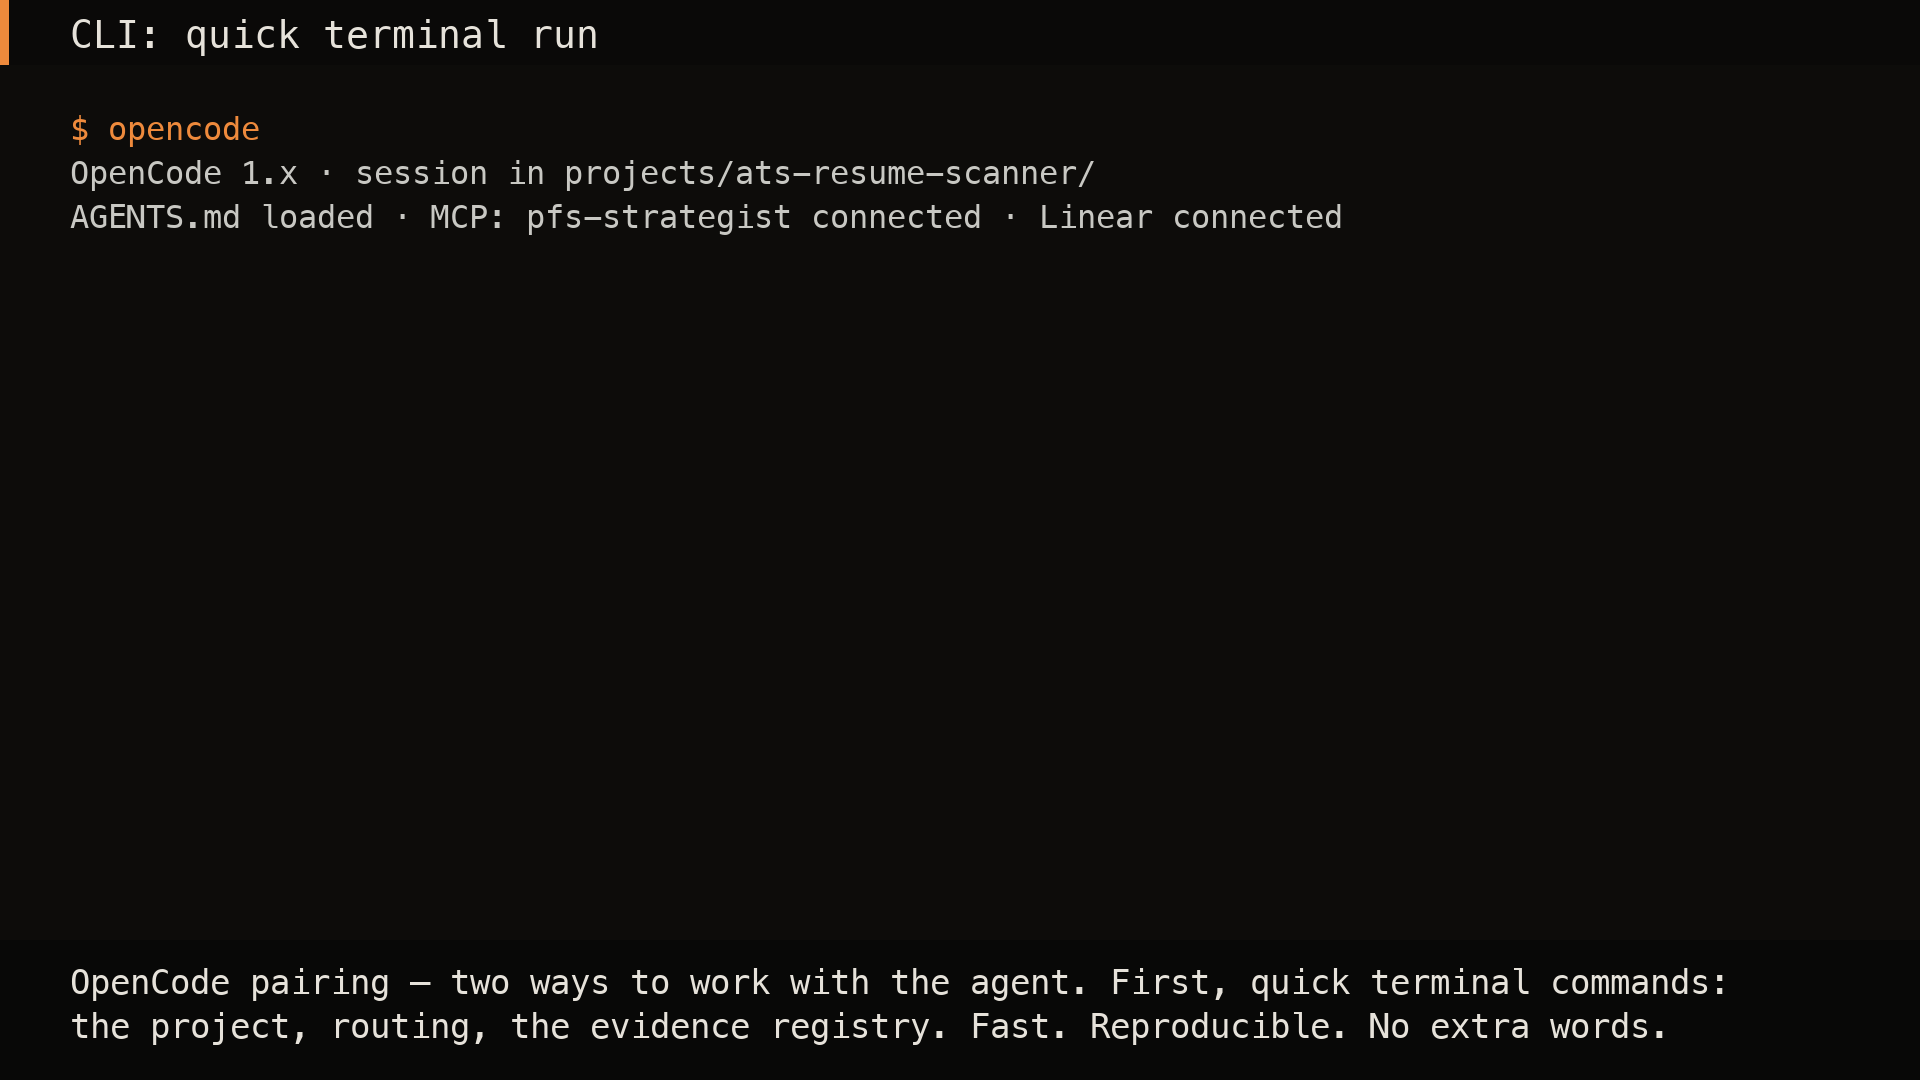 CLI: quick terminal run
$ opencode
OpenCode 1.x · session in projects/ats-resume-scanner/
AGENTS.md loaded · MCP: pfs-strategist connected · Linear connected
OpenCode pairing — two ways to work with the agent. First, quick terminal commands:
the project, routing, the evidence registry. Fast. Reproducible. No extra words.